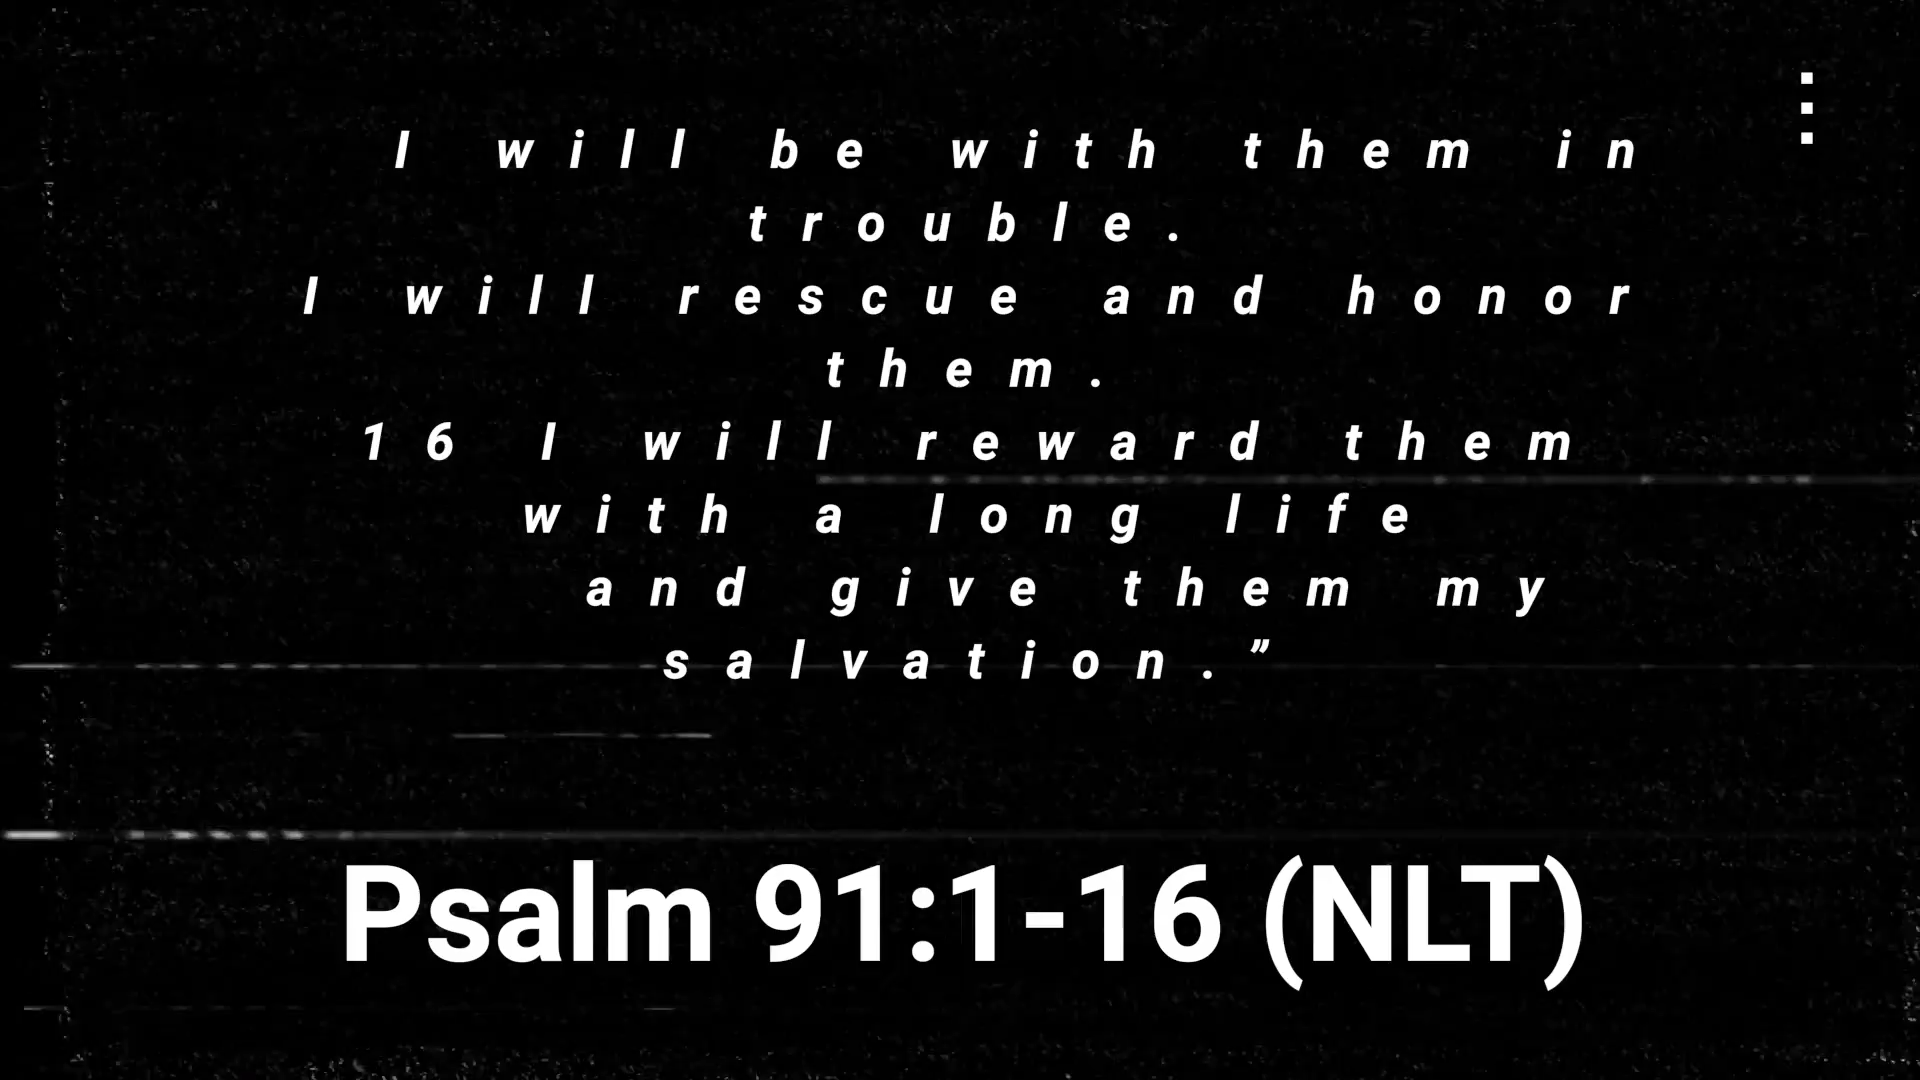 I will be with them in
trouble.
I will rescue and honor
them.
16 I will reward them
with a long life
and give them my
salvation.”
Psalm 91:1-16 (NLT)